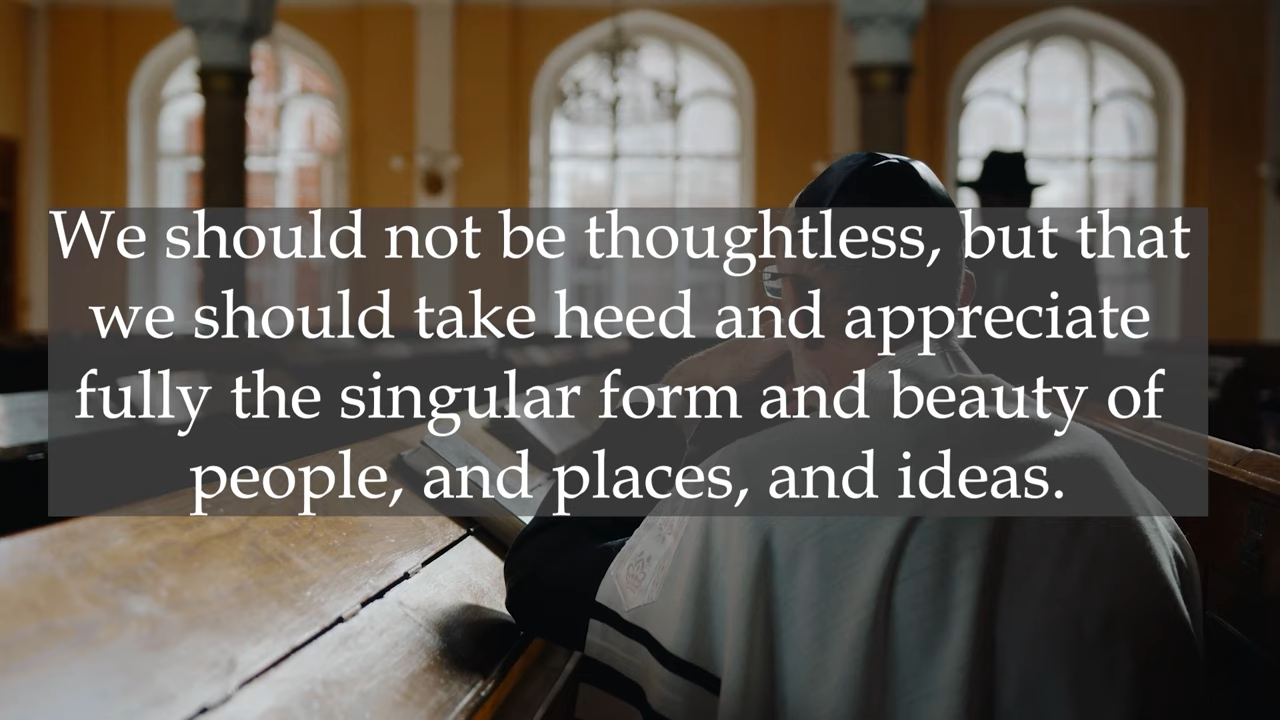 We should not be thoughtless, but that
we should take heed and appreciate
fully the singular form and beauty of
people, and places, and ideas.